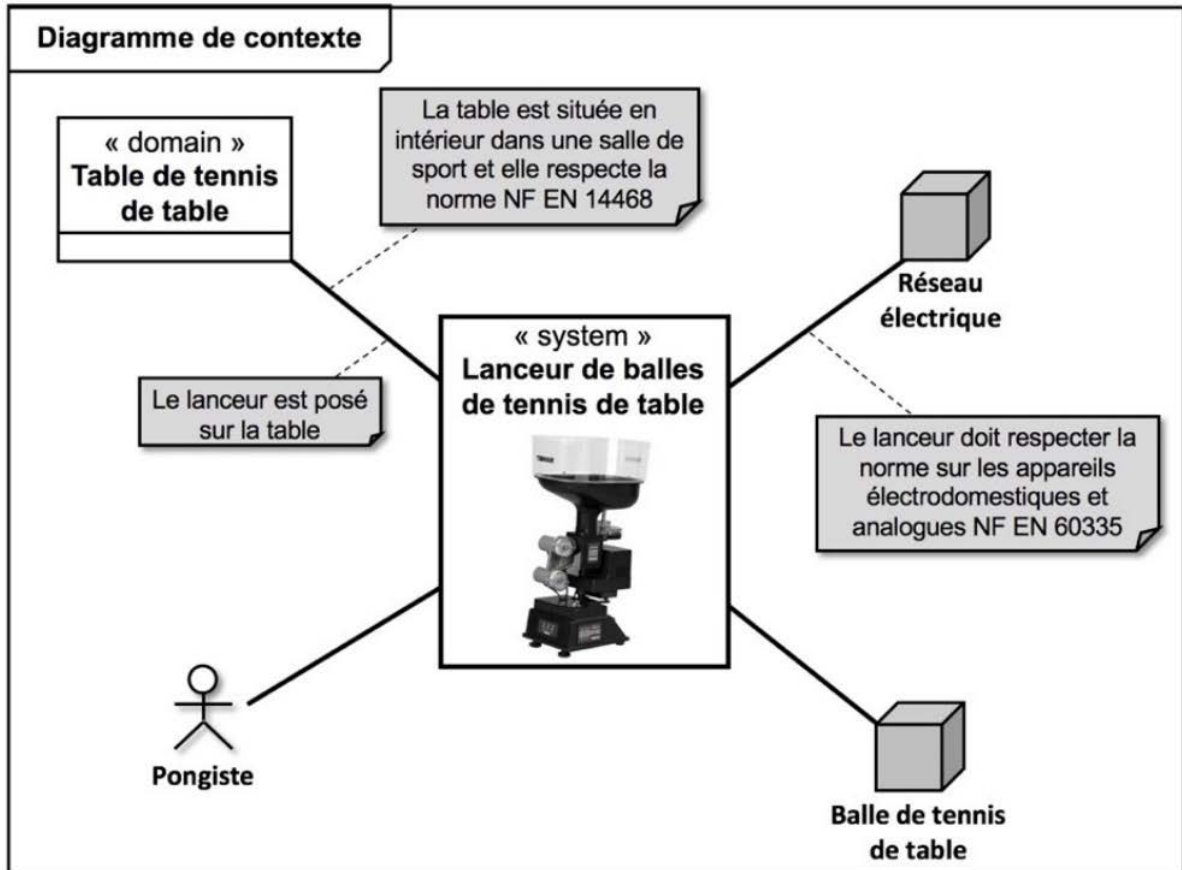 Diagramme de contexte
« domain »
Table de tennis
de table
La table est située en
intérieur dans une salle de
sport et elle respecte la
norme NF EN 14468
Réseau
électrique
Le lanceur est posé
sur la table
« system »
Lanceur de balles
de tennis de table
Le lanceur doit respecter la
norme sur les appareils
électrodomestiques et
analogues NF EN 60335
Pongiste
Balle de tennis
de table